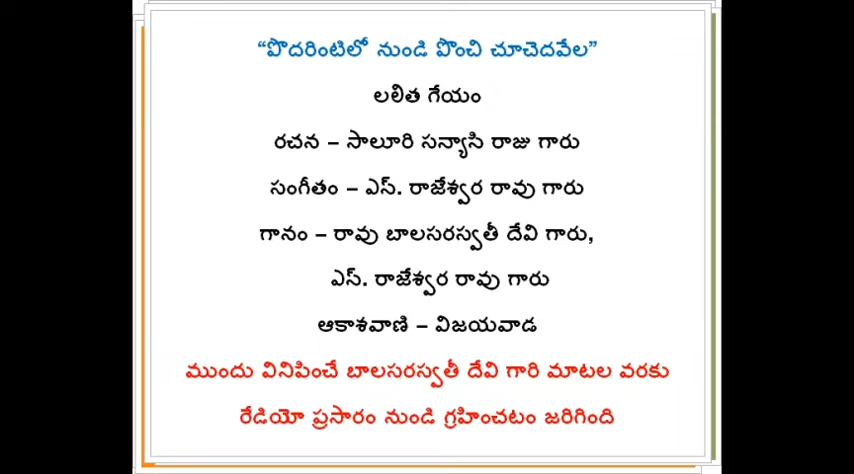 “పొదరింటిలో నుండి పొంచి చూచెదవేల”
లలిత గేయం
రచన – సాలూరి సన్యాసి రాజు గారు
సంగీతం – ఎస్. రాజేశ్వర రావు గారు
గానం – రావు బాలసరస్వతీ దేవి గారు,
ఎస్. రాజేశ్వర రావు గారు
ఆకాశవాణి – విజయవాడ
ముందు వినిపించే బాలసరస్వతీ దేవి గారి మాటల వరకు
రేడియో ప్రసారం నుండి గ్రహించటం జరిగింది